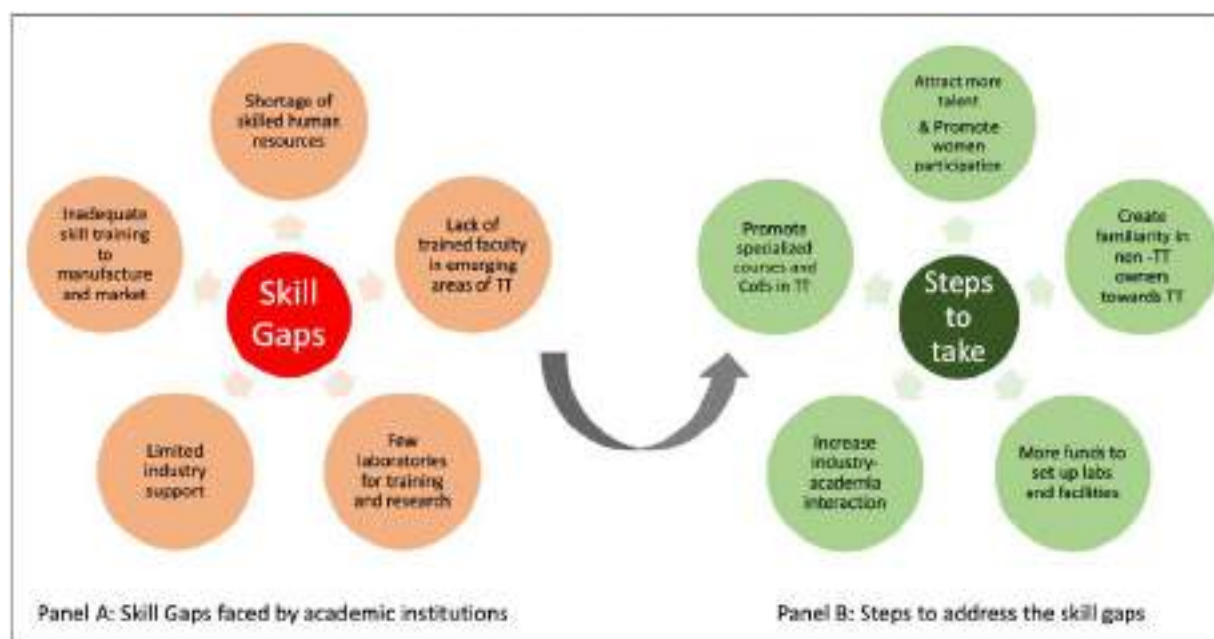 Shortage of
skilled human
resources
Lack of
trained faculty
in emerging
areas of TT
Few
laboratories
for training
and research
Limited
industry
support
Inadequate
skill training
to
manufacture
and market
Skill
Gaps
Panel A: Skill Gaps faced by academic institutions
Attract more
talent
& Promote
women
participation
Create
familiarity in
non -TT
owners
towards TT
More funds to
set up labs
and facilities
Increase
industry-
academia
interaction
Promote
specialized
courses and
CoEs in TT
Steps
to
take
Panel B: Steps to address the skill gaps